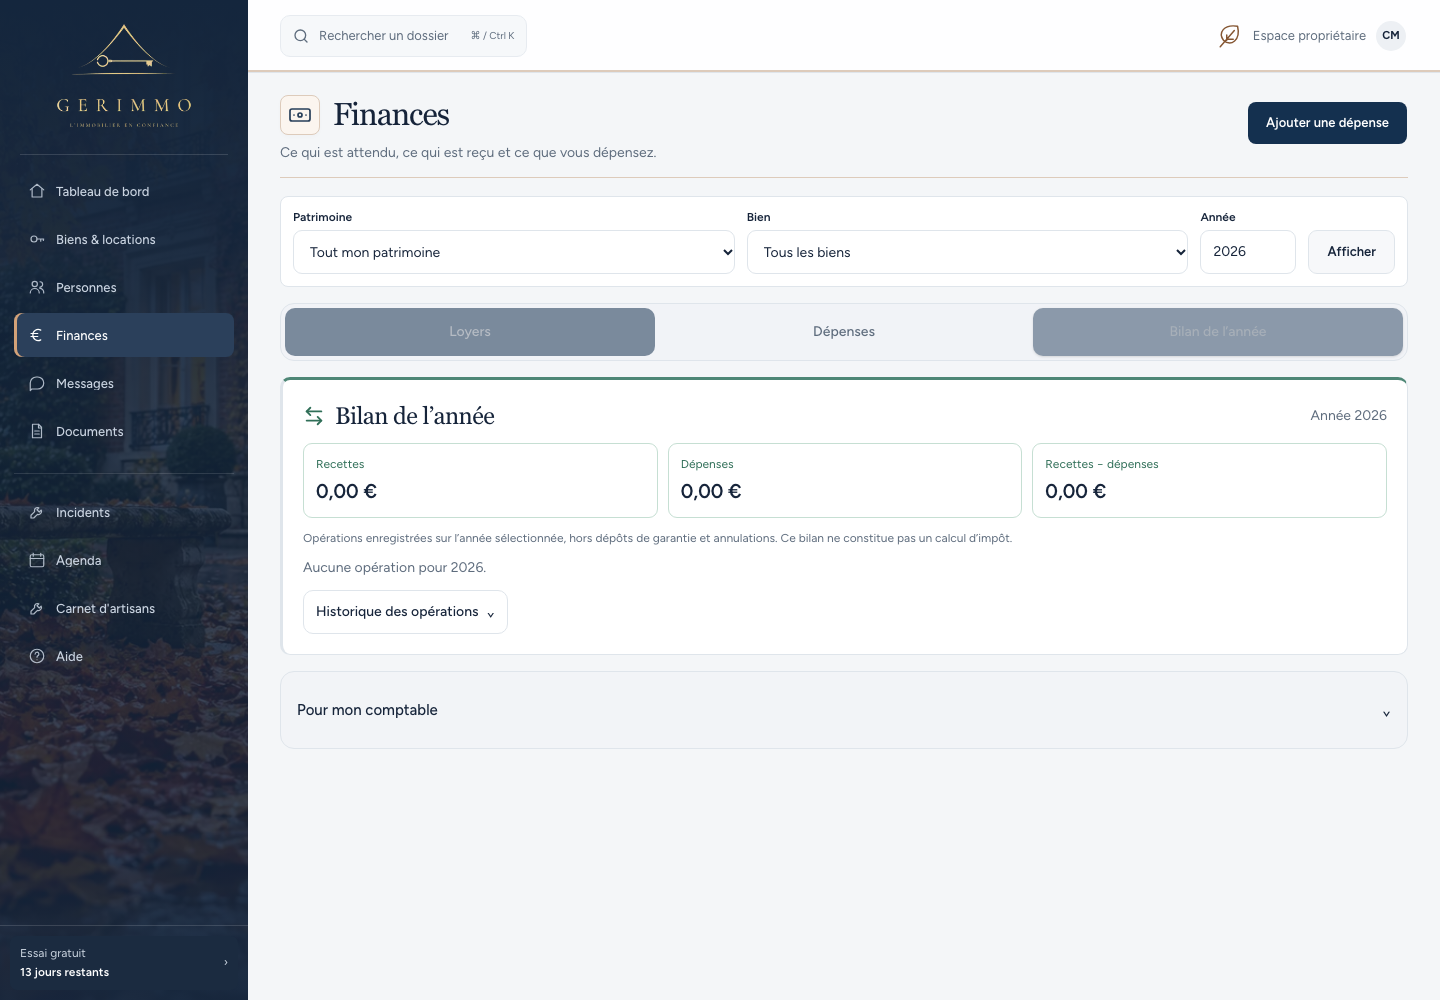 GERIMMO
L'IMMOBILIER EN CONFIANCE
Tableau de bord
Biens & locations
Personnes
€ Finances
Messages
Documents
Incidents
Agenda
Carnet d'artisans
Aide
Essai gratuit
13 jours restants
Rechercher un dossier ⌘ / Ctrl K
Espace propriétaire CM
Finances
Ce qui est attendu, ce qui est reçu et ce que vous dépensez.
Ajouter une dépense
Patrimoine Bien Année
Tout mon patrimoine Tous les biens 2026 Afficher
Loyers Dépenses Bilan de l'année
Bilan de l’année Année 2026
Recettes Dépenses Recettes − dépenses
0,00 € 0,00 € 0,00 €
Opérations enregistrées sur l’année sélectionnée, hors dépôts de garantie et annulations. Ce bilan ne constitue pas un calcul d’impôt.
Aucune opération pour 2026.
Historique des opérations
Pour mon comptable